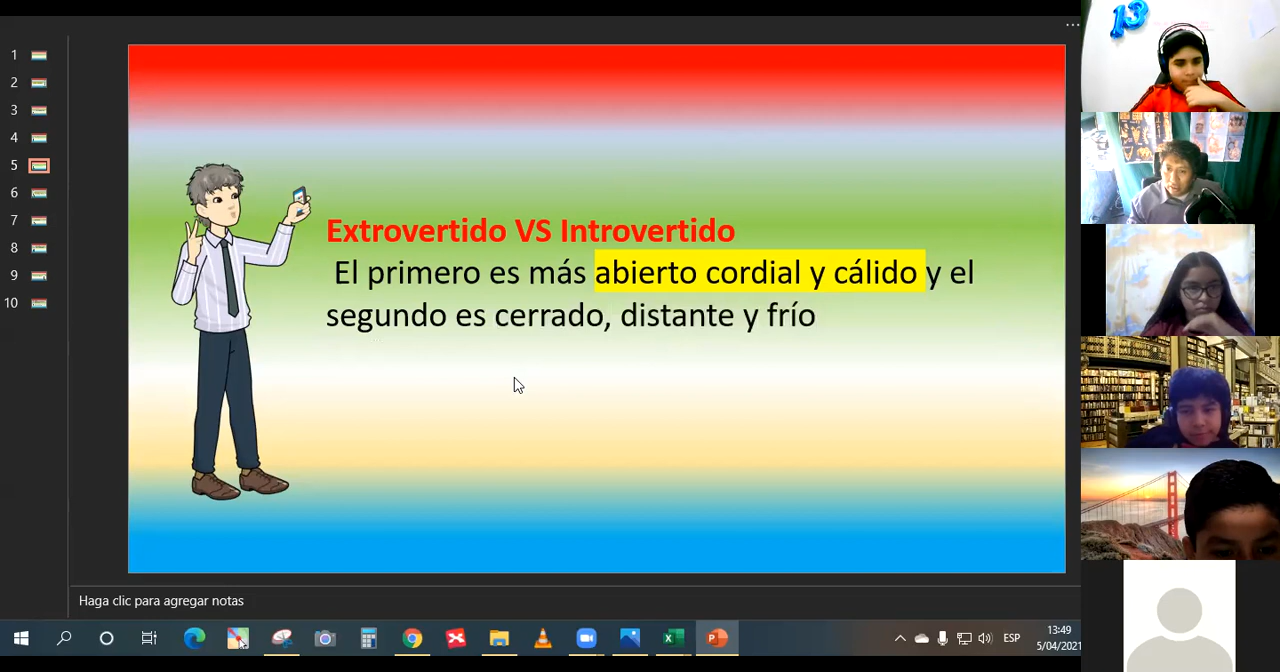 1
2
3
4
5
6
7
8
9
10
Extrovertido VS Introvertido
El primero es más abierto cordial y cálido y el
segundo es cerrado, distante y frío
Haga clic para agregar notas
ESP
13:49
5/04/2021
13